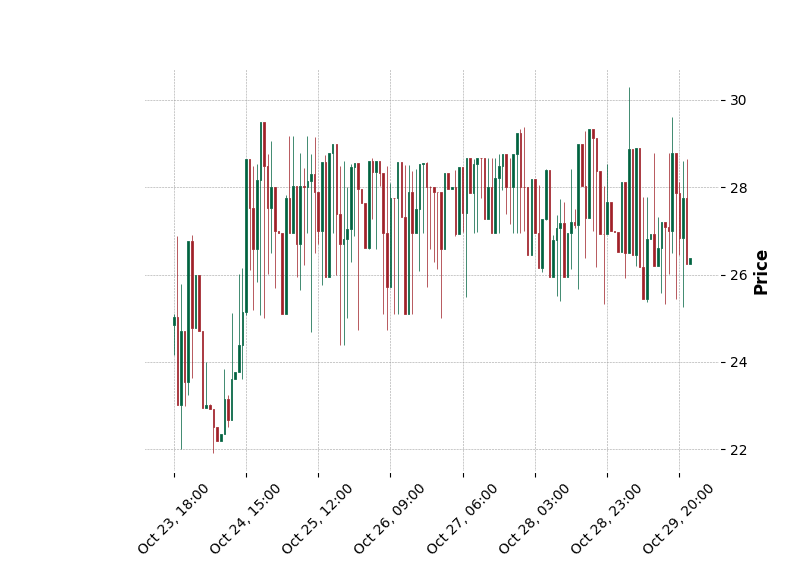 30
28
26
24
22
Price
Oct 23, 18:00
Oct 24, 15:00
Oct 25, 12:00
Oct 26, 09:00
Oct 27, 06:00
Oct 28, 03:00
Oct 28, 23:00
Oct 29, 20:00